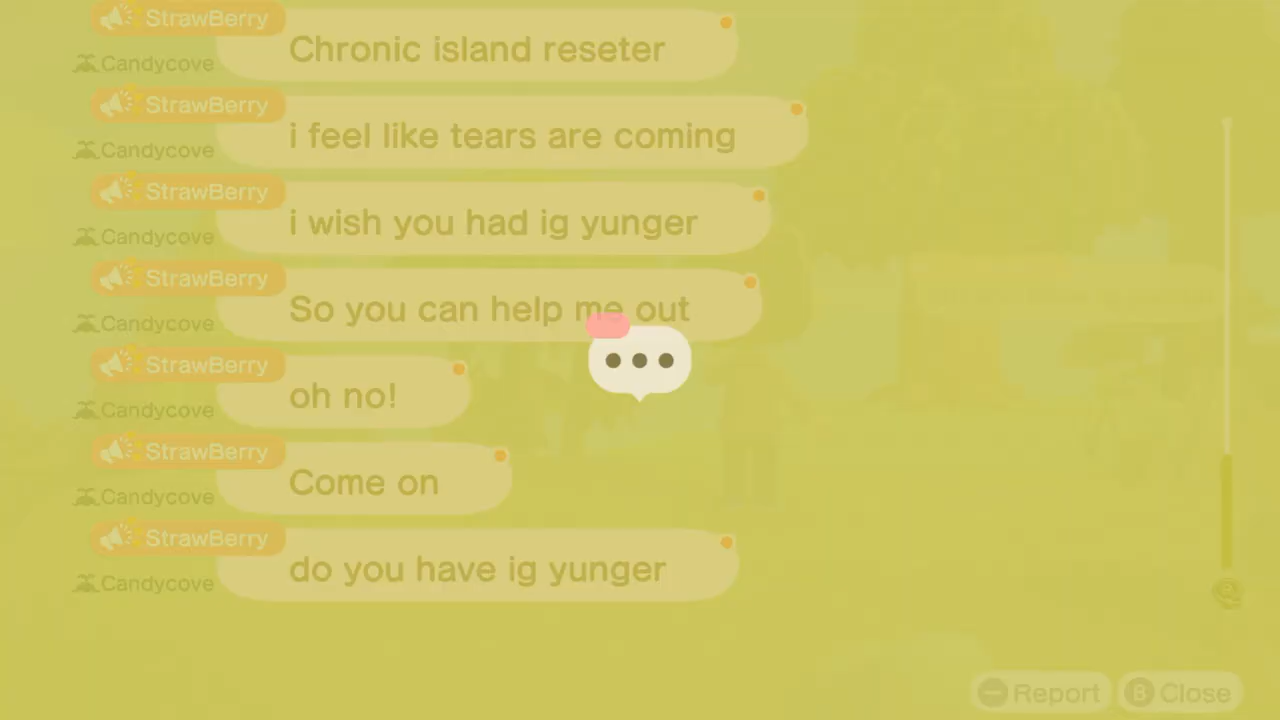 StrawBerry
Chronic island reseter
Candycove
StrawBerry
i feel like tears are coming
Candycove
StrawBerry
i wish you had ig yunger
Candycove
StrawBerry
So you can help me out
Candycove
StrawBerry
oh no!
Candycove
StrawBerry
Come on
Candycove
StrawBerry
do you have ig yunger
Candycove
Report
B Close